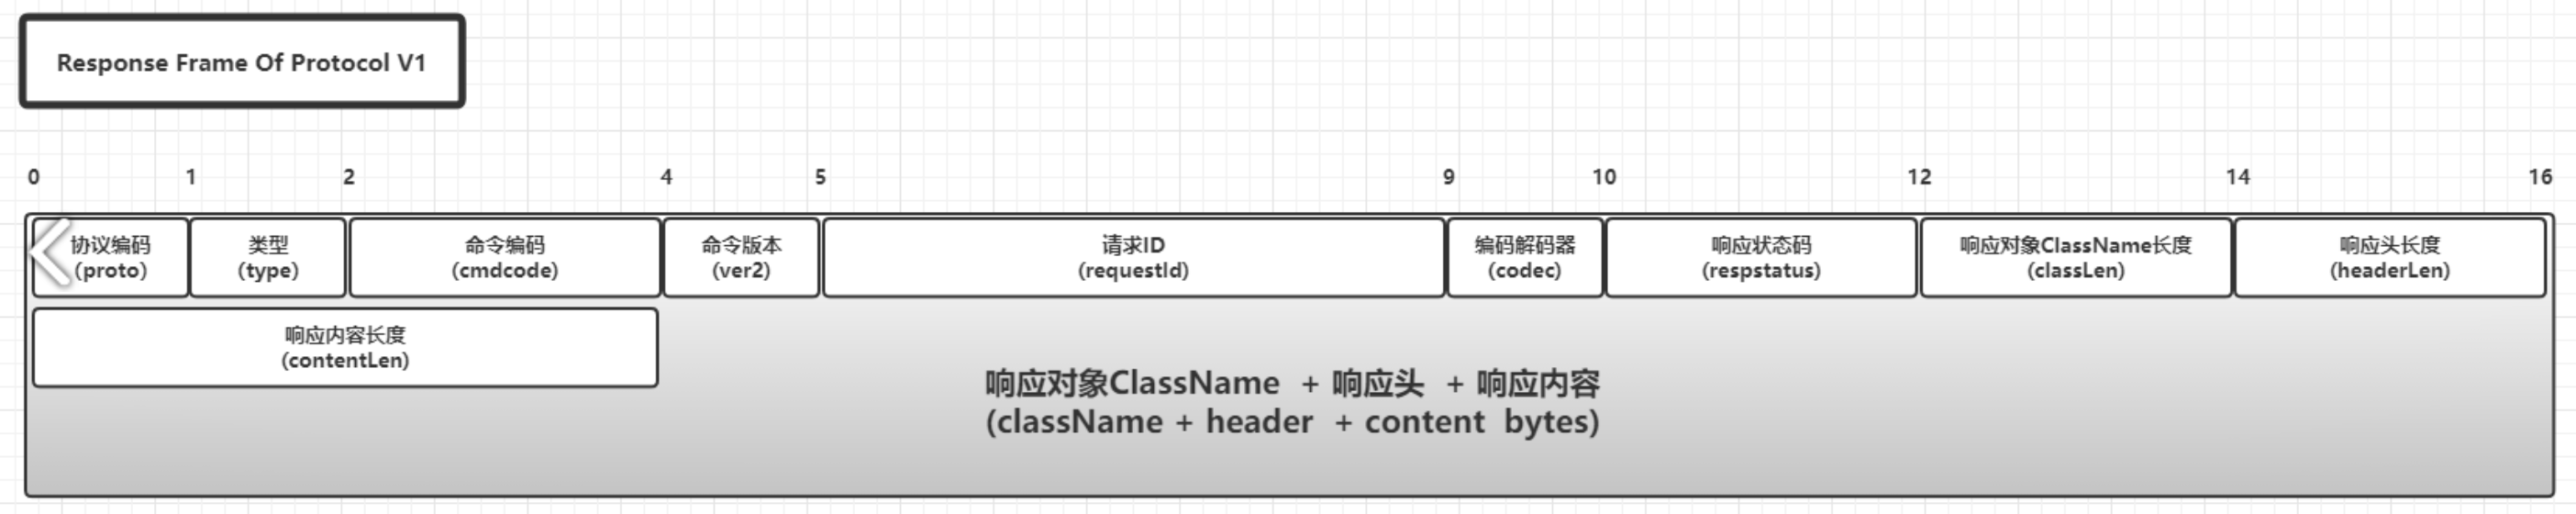 Response Frame Of Protocol V1
0 1 2 4 5 9 10 12 14 16
协议编码 类型 命令编码 命令版本 请求ID 编码解码器 响应状态码 响应对象ClassName长度 响应头长度
(proto) (type) (cmdcode) (ver2) (requestId) (codec) (respstatus) (classLen) (headerLen)
响应内容长度
(contentLen)
响应对象ClassName + 响应头 + 响应内容
(className + header + content bytes)